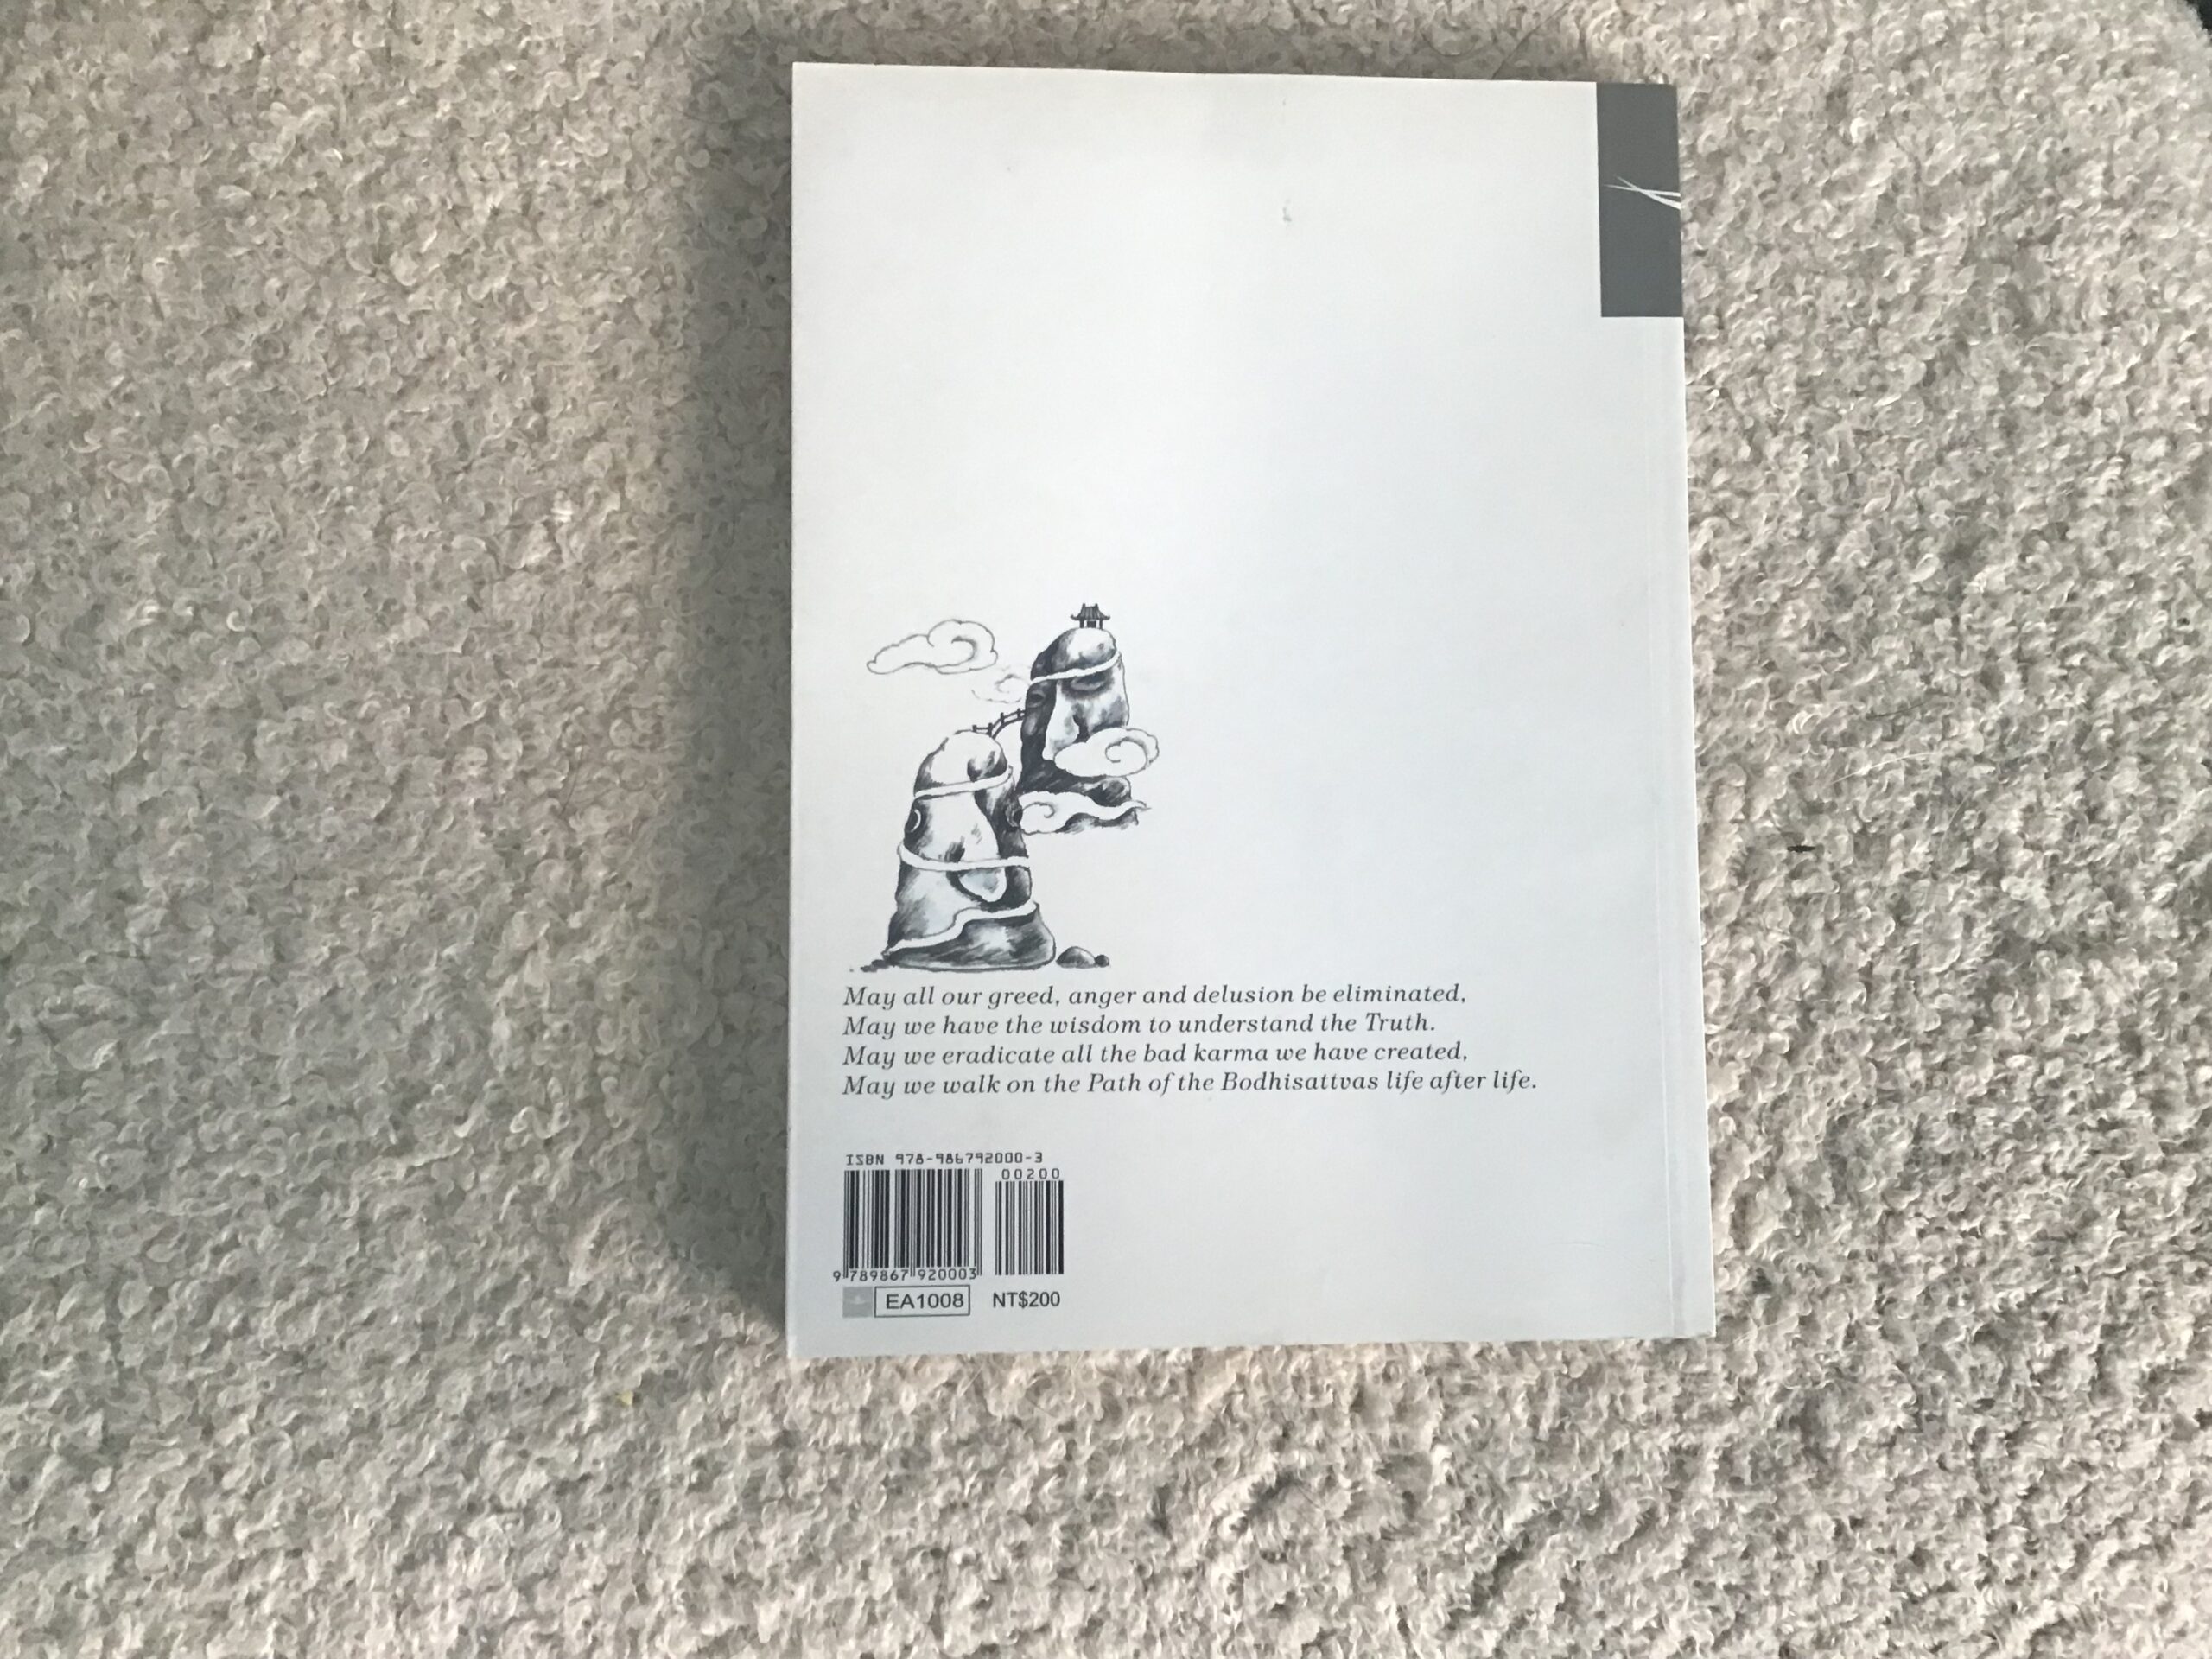 May all our greed, anger and delusion be eliminated,
May we have the wisdom to understand the Truth.
May we eradicate all the bad karma we have created,
May we walk on the Path of the Bodhisattvas life after life.
ISBN 978-986792000-3
00200
9 789867 920003
EA1008 NT$200